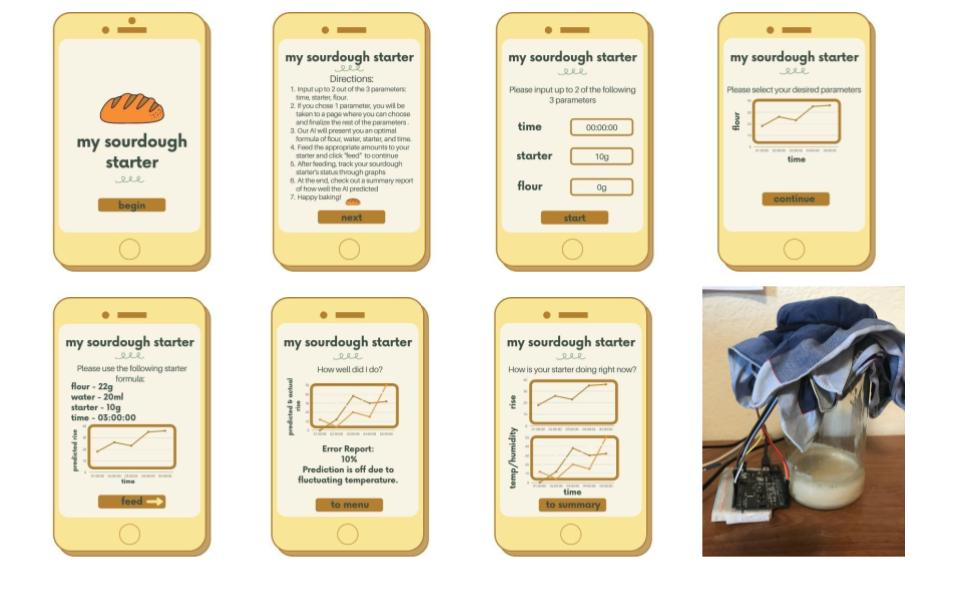 my sourdough
starter
begin
my sourdough starter
Directions:
1. Input up to 2 out of the 3 parameters:
time, starter, flour.
2. If you chose 1 parameter, you will be
taken to a page where you can choose
and finalize the rest of the parameters .
3. Our AI will present you an optimal
formula of flour, water, starter, and time.
4. Feed the appropriate amounts to your
starter and click "feed" to continue
5. After feeding, track your sourdough
starter's status through graphs
6. At the end, check out a summary report
of how well the AI predicted
7. Happy baking!
next
my sourdough starter
Please input up to 2 of the following
3 parameters
time 00:00:00
starter 10g
flour 0g
start
my sourdough starter
Please select your desired parameters
flour
time
continue
my sourdough starter
Please use the following starter
formula:
flour - 22g
water - 20ml
starter - 10g
time - 03:00:00
predicted rise
time
feed
my sourdough starter
How well did I do?
predicted & actual
rise
Error Report:
10%
Prediction is off due to
fluctuating temperature.
to menu
my sourdough starter
How is your starter doing right now?
rise
temp/humidity
time
to summary